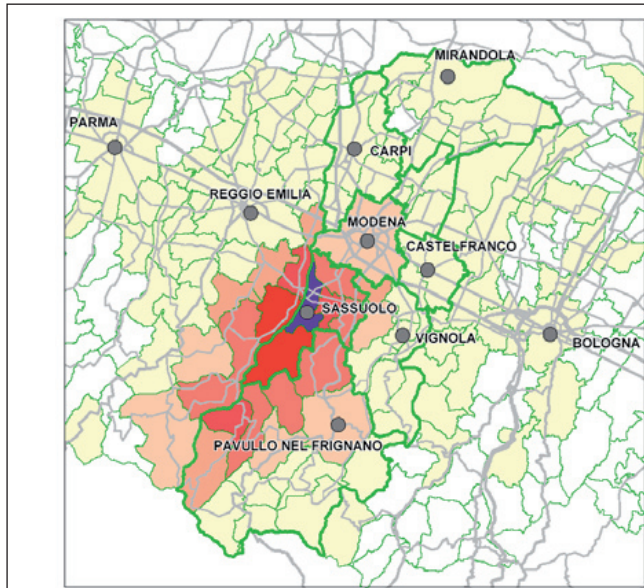 MIRANDOLA
PARMA
CARPI
REGGIO EMILIA
MODENA
CASTELFRANCO
SASSUOLO
VIGNOLA
BOLOGNA
PAVULLO NEL FRIGNANO